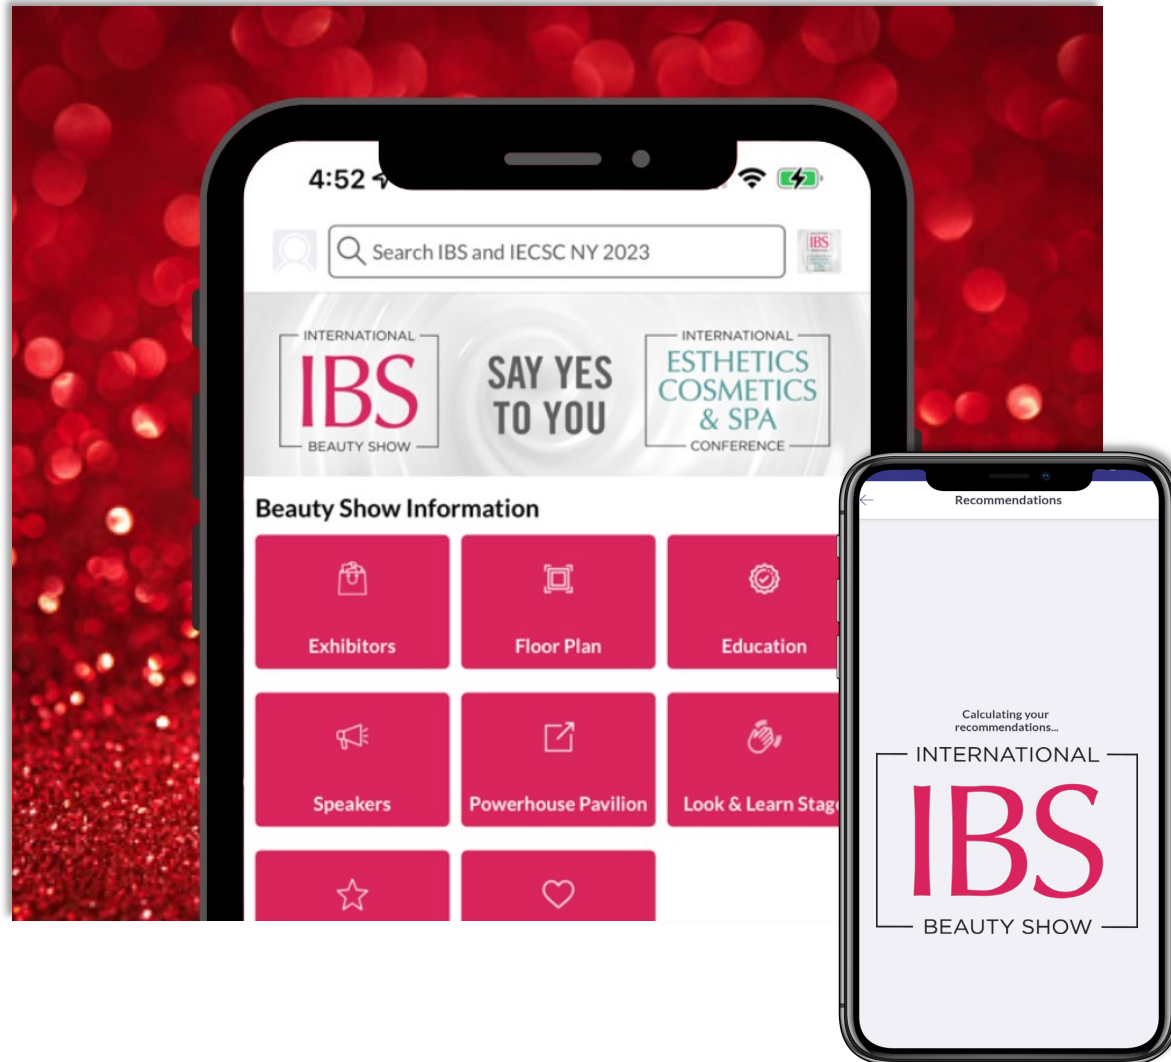 4:52
Search IBS and IECSC NY 2023
IBS
INTERNATIONAL
IBS
BEAUTY SHOW
SAY YES
TO YOU
INTERNATIONAL
ESTHETICS
COSMETICS
& SPA
CONFERENCE
Beauty Show Information
Exhibitors
Floor Plan
Education
Speakers
Powerhouse Pavilion
Look & Learn Stage
Recommendations
Calculating your
recommendations...
INTERNATIONAL
IBS
BEAUTY SHOW